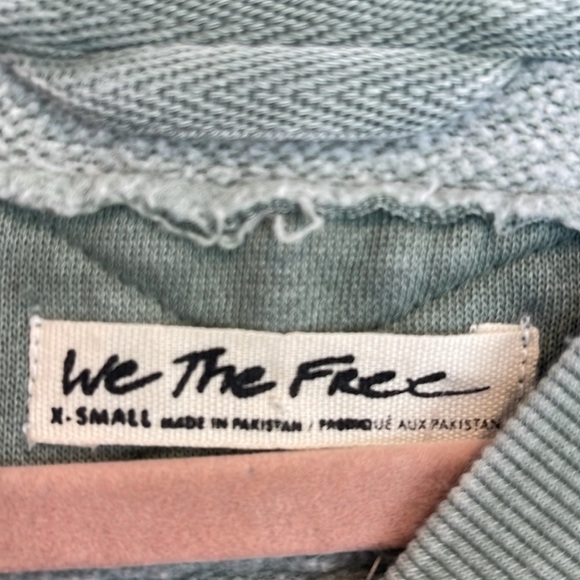 We The Free
X-SMALL MADE IN PAKISTAN / FABRIQUÉ AUX PAKISTAN